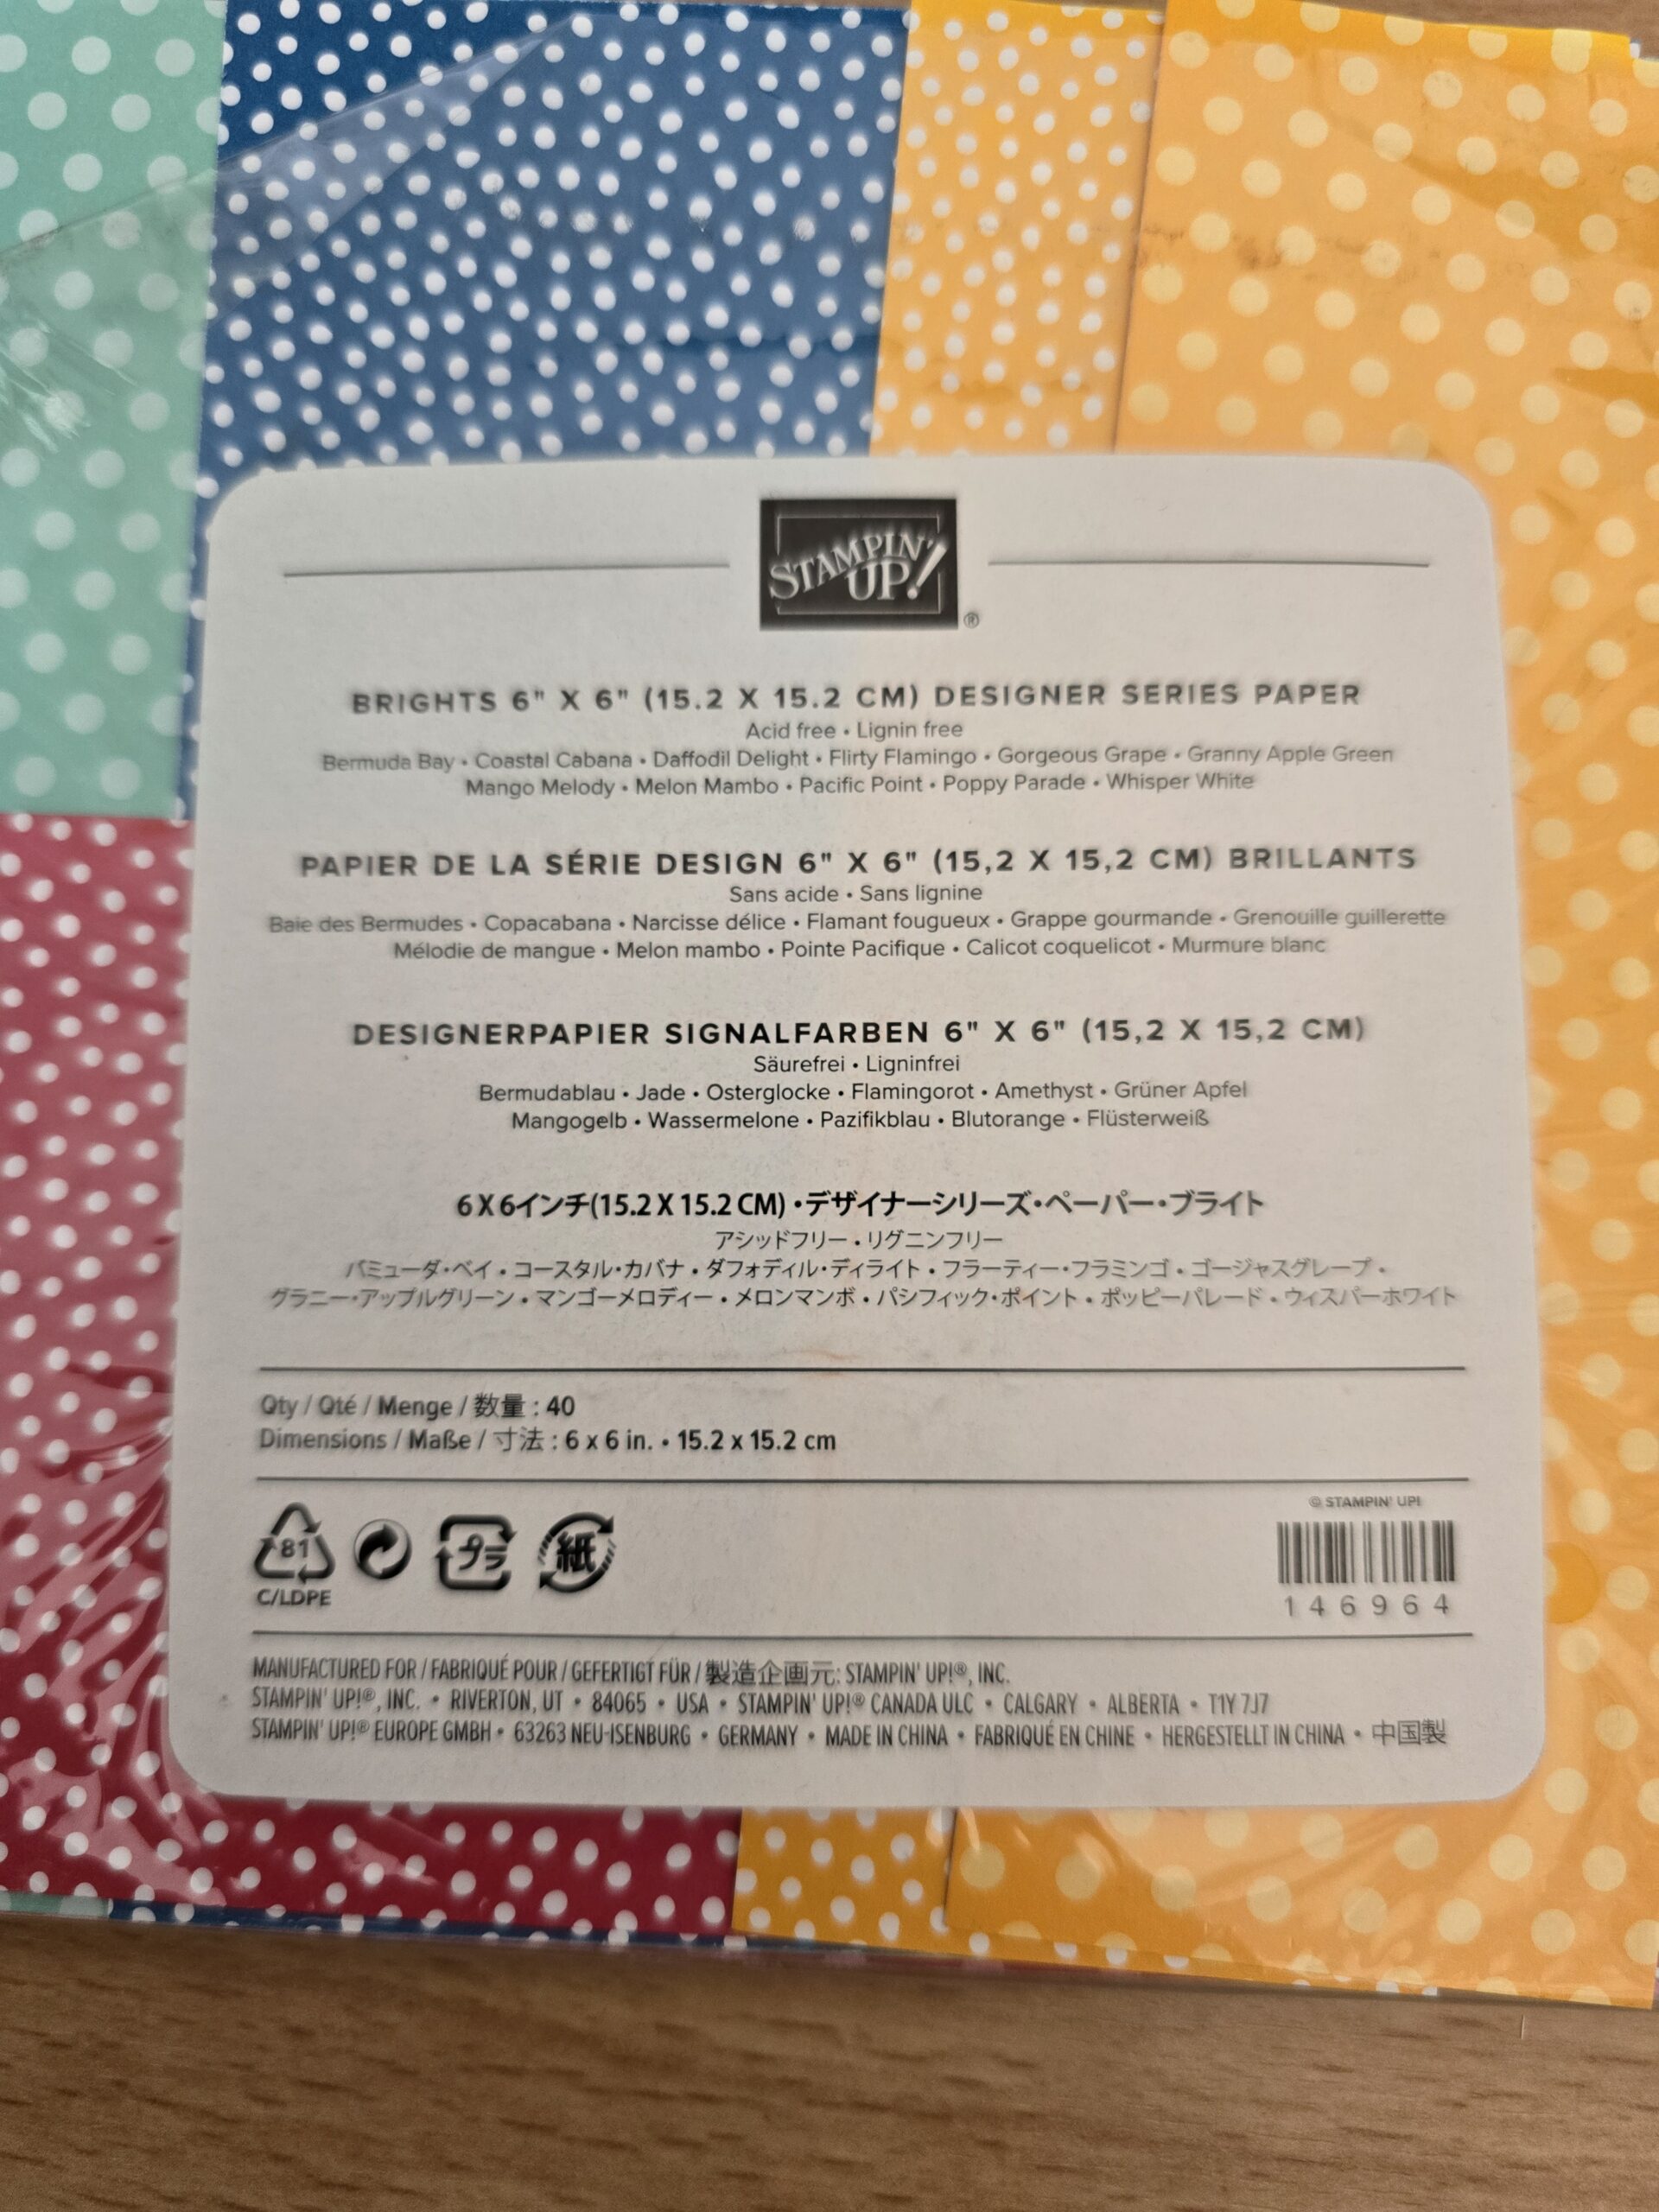 STAMPIN' UP!®
BRIGHTS 6" X 6" (15.2 X 15.2 CM) DESIGNER SERIES PAPER
Acid free • Lignin free
Bermuda Bay • Coastal Cabana • Daffodil Delight • Flirty Flamingo • Gorgeous Grape • Granny Apple Green
Mango Melody • Melon Mambo • Pacific Point • Poppy Parade • Whisper White
PAPIER DE LA SÉRIE DESIGN 6" X 6" (15,2 X 15,2 CM) BRILLANTS
Sans acide • Sans lignine
Baie des Bermudes • Copacabana • Narcisse délice • Flamant fougueux • Grappe gourmande • Grenouille guillerette
Mélodie de mangue • Melon mambo • Pointe Pacifique • Calicot coquelicot • Murmure blanc
DESIGNERPAPIER SIGNALFARBEN 6" X 6" (15,2 X 15,2 CM)
Säurefrei • Ligninfrei
Bermudablau • Jade • Osterglocke • Flamingorot • Amethyst • Grüner Apfel
Mangogelb • Wassermelone • Pazifikblau • Blutorange • Flüsterweiß
6 X 6インチ(15.2 X 15.2 CM)・デザイナーシリーズ・ペーパー・ブライト
アシッドフリー・リグニンフリー
バミューダ・ベイ・コースタル・カバナ・ダフォディル・ディライト・フラーティー・フラミンゴ・ゴージャスグレープ・
グラニー・アップルグリーン・マンゴーメロディー・メロンマンボ・パシフィック・ポイント・ポッピーパレード・ウィスパーホワイト
Qty / Qté / Menge / 数量 : 40
Dimensions / Maße / 寸法 : 6 x 6 in. • 15.2 x 15.2 cm
81
C/LDPE
プラ
紙
© STAMPIN' UP!
146964
MANUFACTURED FOR / FABRIQUÉ POUR / GEFERTIGT FÜR / 製造企画元: STAMPIN' UP!®, INC.
STAMPIN' UP!®, INC. • RIVERTON, UT • 84065 • USA • STAMPIN' UP!® CANADA ULC • CALGARY • ALBERTA • T1Y 7J7
STAMPIN' UP!® EUROPE GMBH • 63263 NEU-ISENBURG • GERMANY • MADE IN CHINA • FABRIQUÉ EN CHINE • HERGESTELLT IN CHINA • 中国製